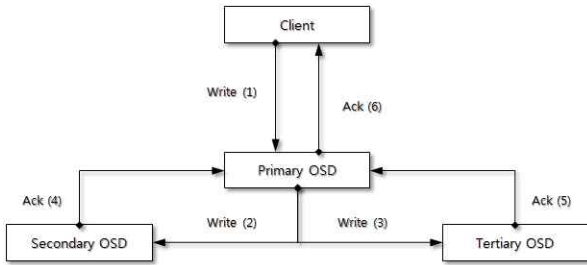 Client
Write (1)
Ack (6)
Primary OSD
Ack (4)
Ack (5)
Write (2)
Write (3)
Secondary OSD
Tertiary OSD